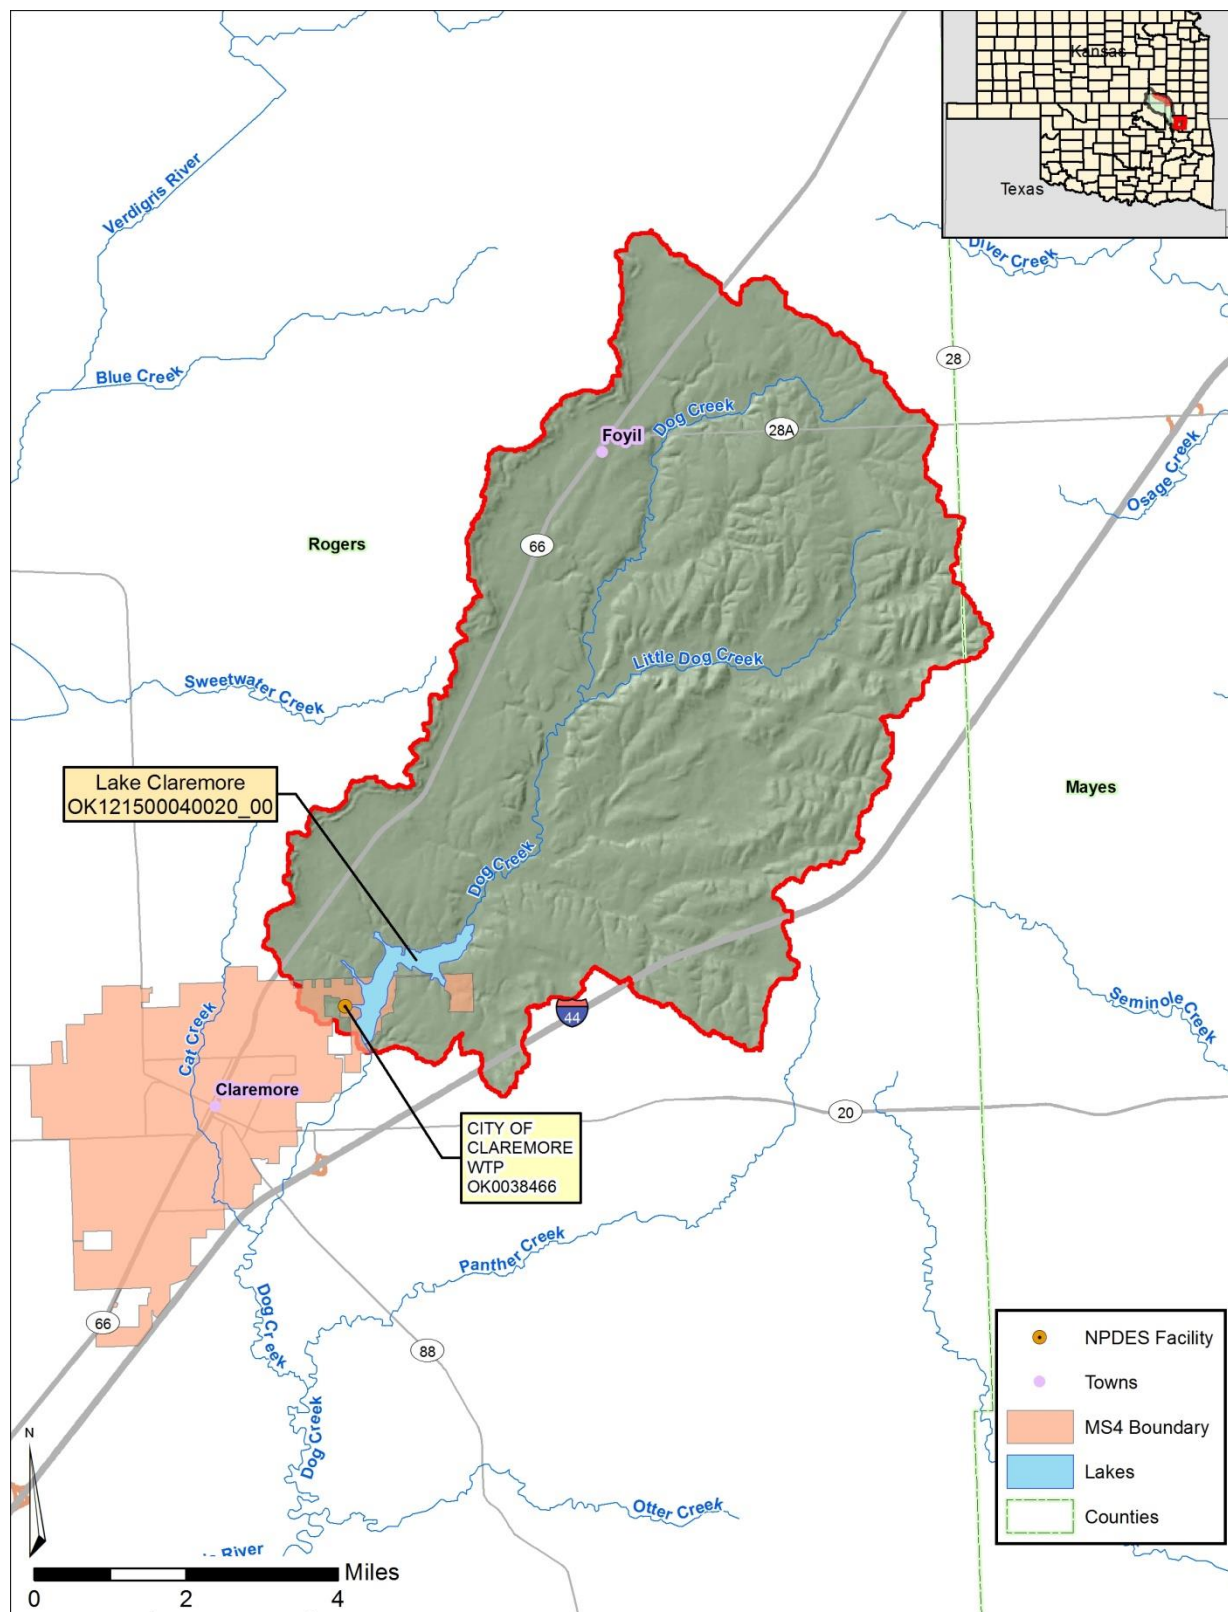 Kansas
Texas
Verdigris River
Diver Creek
28
Blue Creek
Dog Creek
28A
Foyil
Osage Creek
66
Rogers
Little Dog Creek
Sweetwater Creek
Lake Claremore
OK121500040020_00
Mayes
Dog Creek
Seminole Creek
44
Cat Creek
Claremore
20
CITY OF
CLAREMORE
WTP
OK0038466
Panther Creek
Dog Creek
66
88
Dog Creek
Otter Creek
River
N
Miles
0
2
4
NPDES Facility
Towns
MS4 Boundary
Lakes
Counties